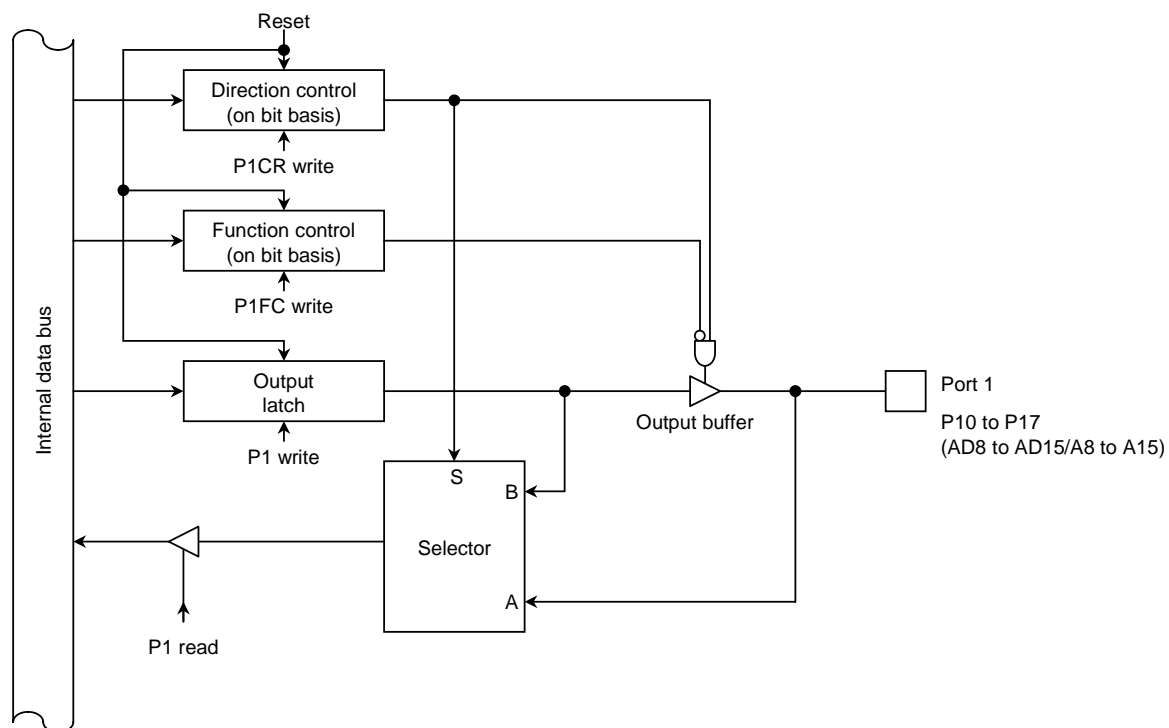 Reset
Direction control
(on bit basis)
P1CR write
Function control
(on bit basis)
P1FC write
Internal data bus
Output
latch
P1 write
Output buffer
Port 1
P10 to P17
(AD8 to AD15/A8 to A15)
S
B
Selector
A
P1 read